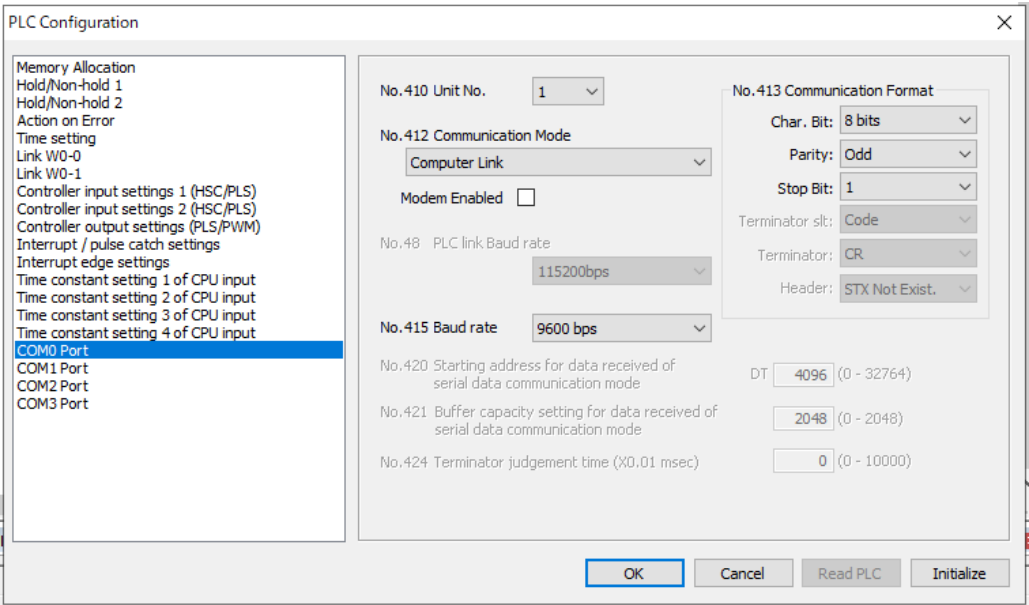 PLC Configuration
Memory Allocation
Hold/Non-hold 1
Hold/Non-hold 2
Action on Error
Time setting
Link W0-0
Link W0-1
Controller input settings 1 (HSC/PLS)
Controller input settings 2 (HSC/PLS)
Controller output settings (PLS/PWM)
Interrupt / pulse catch settings
Interrupt edge settings
Time constant setting 1 of CPU input
Time constant setting 2 of CPU input
Time constant setting 3 of CPU input
Time constant setting 4 of CPU input
COM0 Port
COM1 Port
COM2 Port
COM3 Port
No.410 Unit No. 1
No.412 Communication Mode
Computer Link
Modem Enabled
No.48 PLC link Baud rate
115200bps
No.415 Baud rate 9600 bps
No.413 Communication Format
Char. Bit: 8 bits
Parity: Odd
Stop Bit: 1
Terminator slt: Code
Terminator: CR
Header: STX Not Exist.
No.420 Starting address for data received of
serial data communication mode
DT 4096 (0 - 32764)
No.421 Buffer capacity setting for data received of
serial data communication mode
2048 (0 - 2048)
No.424 Terminator judgement time (X0.01 msec) 0 (0 - 10000)
OK Cancel Read PLC Initialize